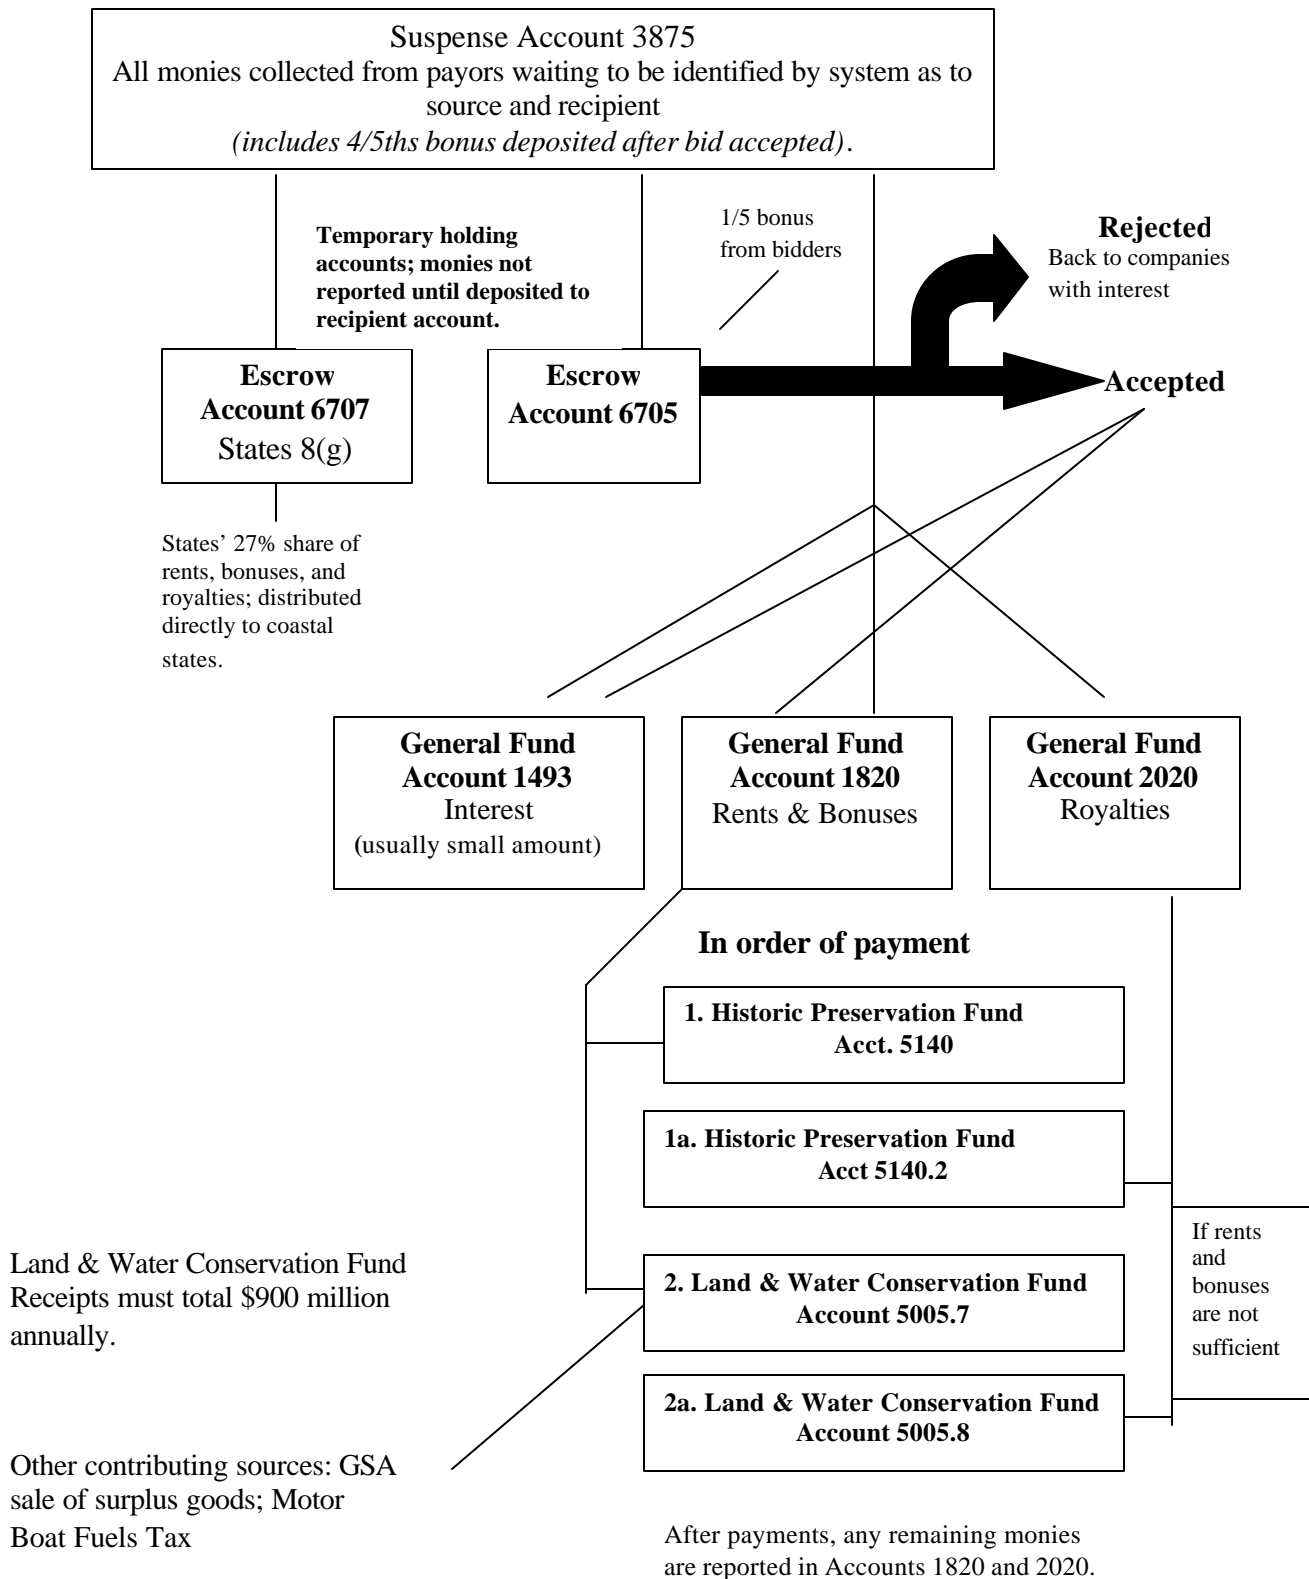 Suspense Account 3875
All monies collected from payors waiting to be identified by system as to
source and recipient
(includes 4/5ths bonus deposited after bid accepted).
Temporary holding
accounts; monies not
reported until deposited to
recipient account.
1/5 bonus
from bidders
Rejected
Back to companies
with interest
Escrow
Account 6707
States 8(g)
Escrow
Account 6705
Accepted
States’ 27% share of
rents, bonuses, and
royalties; distributed
directly to coastal
states.
General Fund
Account 1493
Interest
(usually small amount)
General Fund
Account 1820
Rents & Bonuses
General Fund
Account 2020
Royalties
In order of payment
1. Historic Preservation Fund
Acct. 5140
1a. Historic Preservation Fund
Acct 5140.2
If rents
and
bonuses
are not
sufficient
Land & Water Conservation Fund
Receipts must total $900 million
annually.
2. Land & Water Conservation Fund
Account 5005.7
2a. Land & Water Conservation Fund
Account 5005.8
Other contributing sources: GSA
sale of surplus goods; Motor
Boat Fuels Tax
After payments, any remaining monies
are reported in Accounts 1820 and 2020.